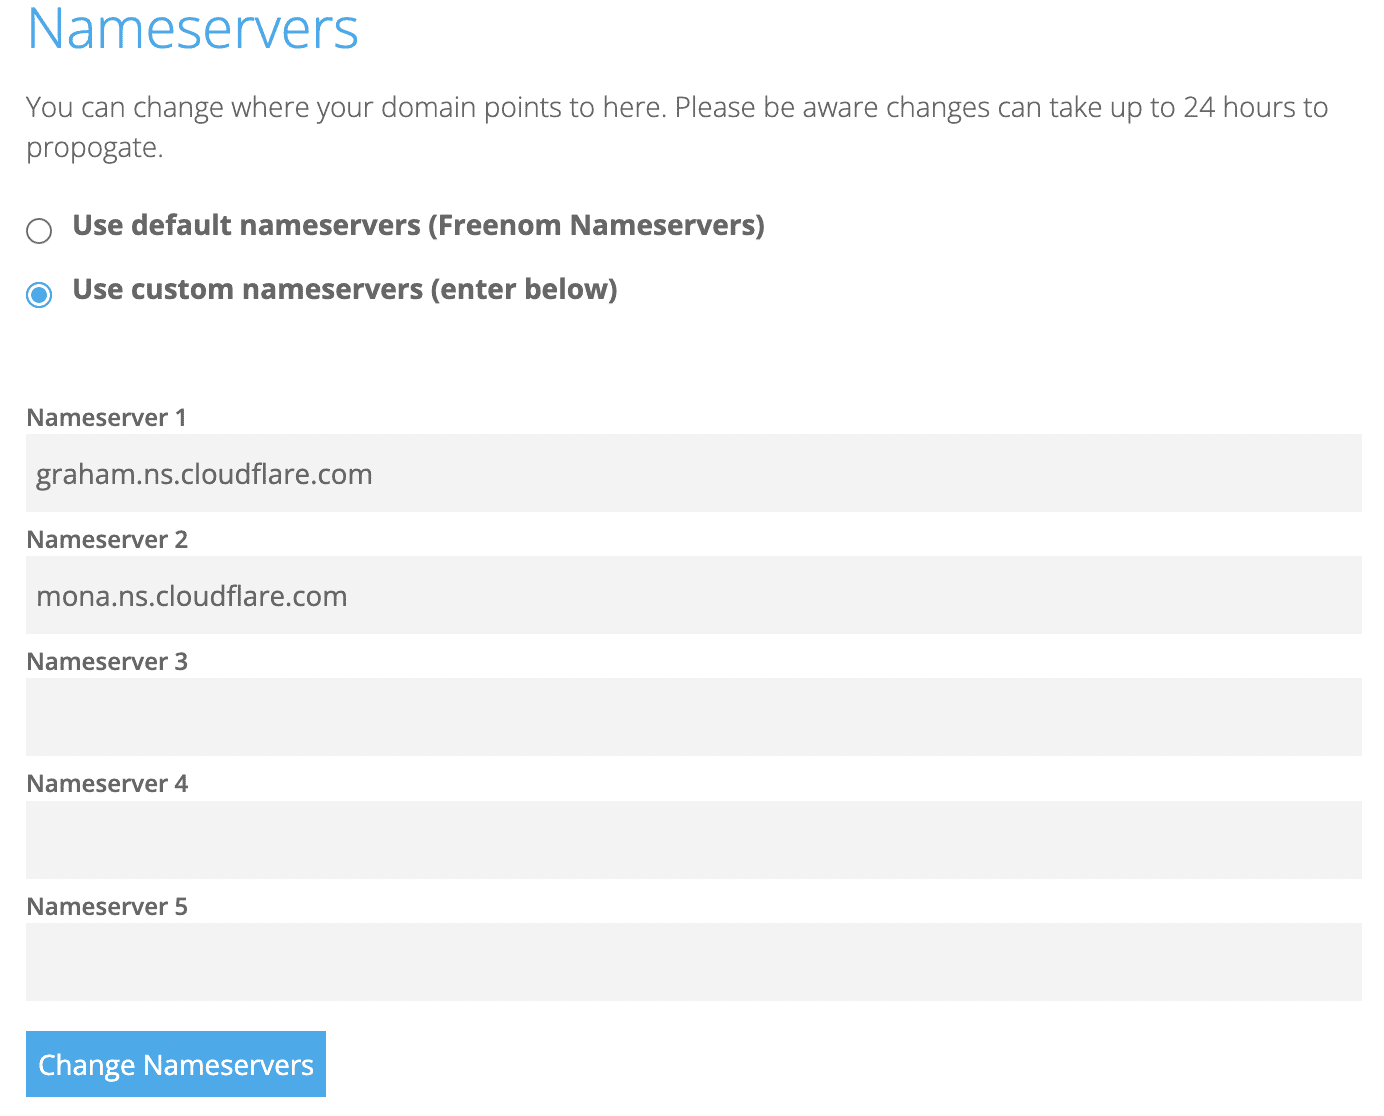 Nameservers
You can change where your domain points to here. Please be aware changes can take up to 24 hours to
propogate.
Use default nameservers (Freenom Nameservers)
Use custom nameservers (enter below)
Nameserver 1
graham.ns.cloudflare.com
Nameserver 2
mona.ns.cloudflare.com
Nameserver 3
Nameserver 4
Nameserver 5
Change Nameservers